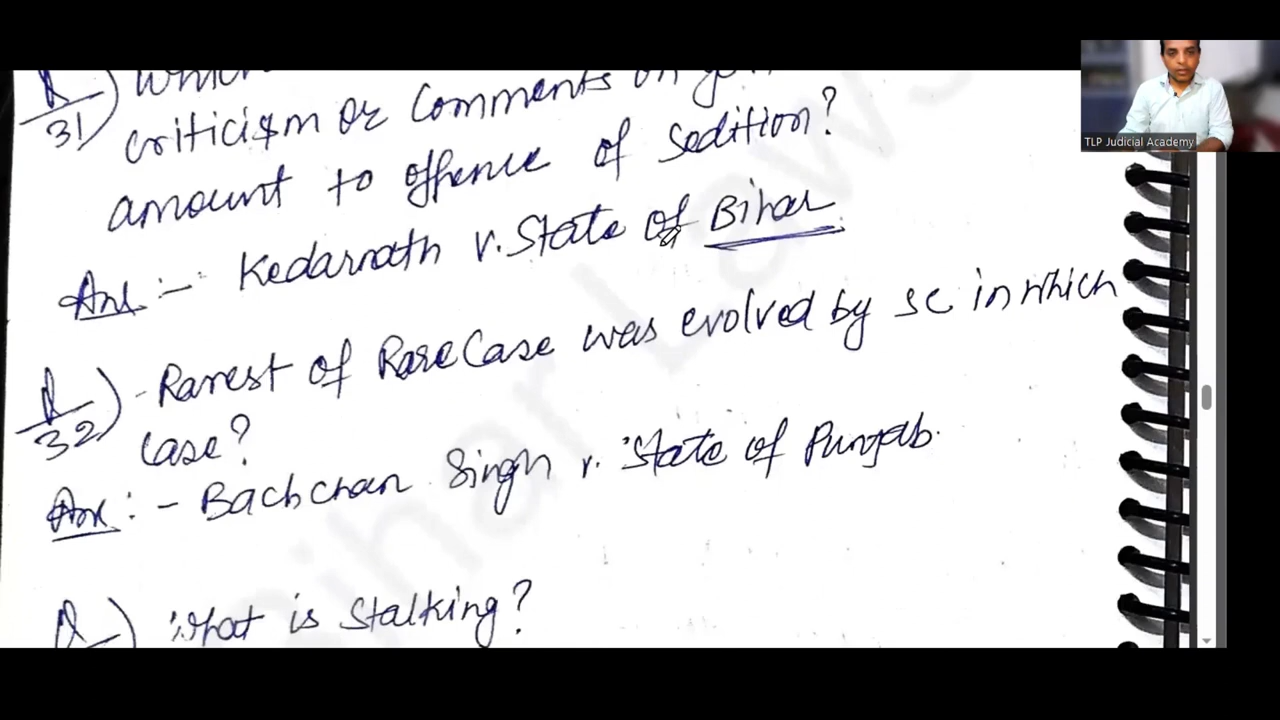 Q/31) Which
criticism or Comments on
amount to offence of Sedition?
Ans :- Kedarnath v. State of Bihar
Q/32) - Rarest of Rare Case was evolved by SC in which
Case?
Ans :- Bachchan Singh v. State of Punjab.
Q) What is Stalking?
TLP Judicial Academy